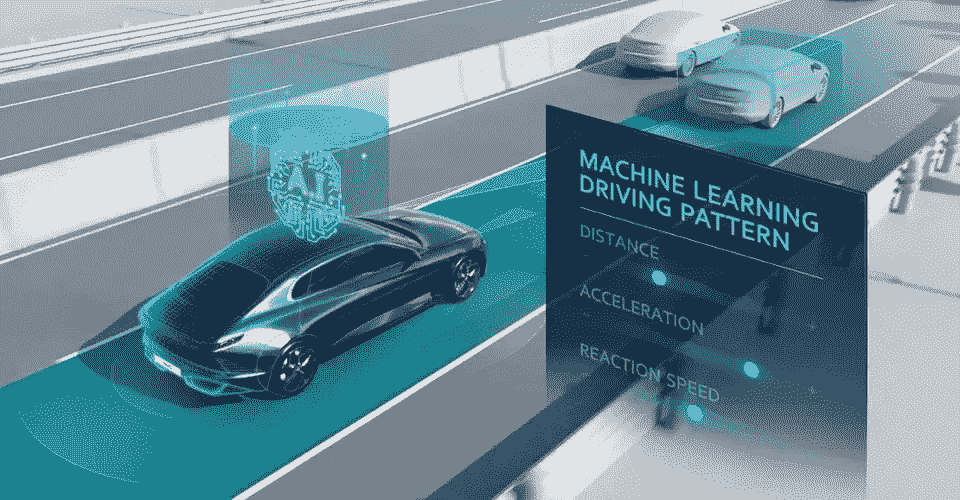 A.I
MACHINE LEARNING
DRIVING PATTERN
DISTANCE
ACCELERATION
REACTION SPEED